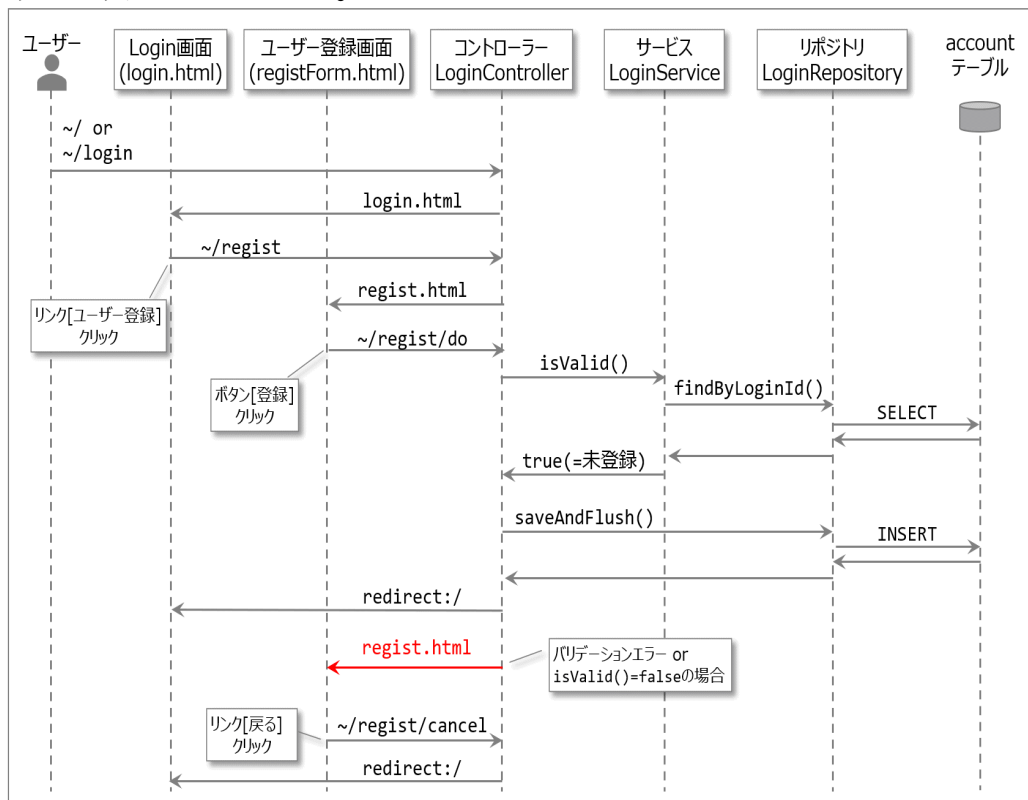 ユーザー
Login画面
(login.html)
ユーザー登録画面
(registForm.html)
コントローラー
LoginController
サービス
LoginService
リポジトリ
LoginRepository
account
テーブル
~/ or
~/login
login.html
~/regist
リンク[ユーザー登録]
クリック
regist.html
~/regist/do
ボタン[登録]
クリック
isValid()
findByLoginId()
SELECT
true(=未登録)
saveAndFlush()
INSERT
redirect:/
regist.html
バリデーションエラー or
isValid()=falseの場合
リンク[戻る]
クリック
~/regist/cancel
redirect:/